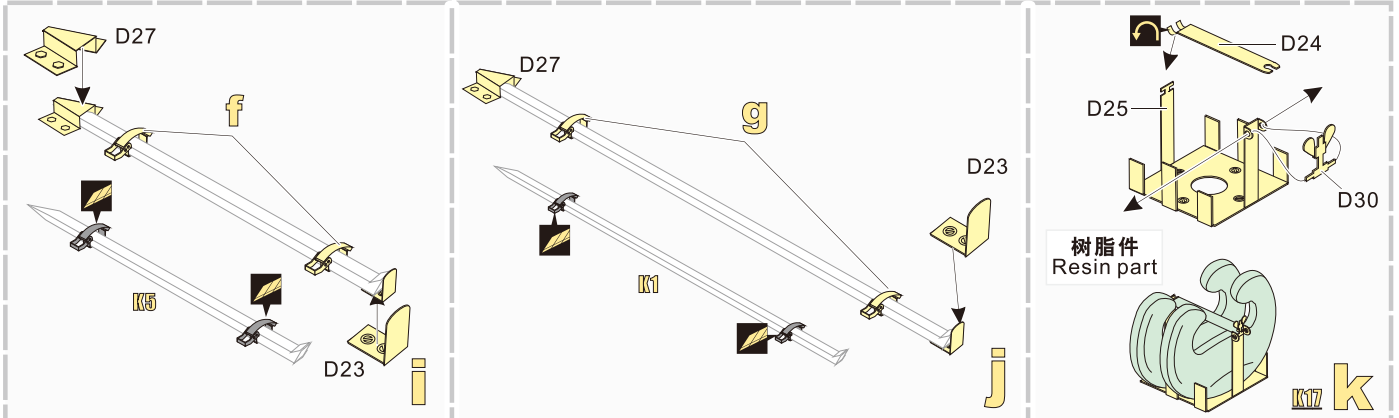 D27
f
K5
D23
i
D27
g
D23
K1
j
D24
D25
D30
树脂件
Resin part
K17
k